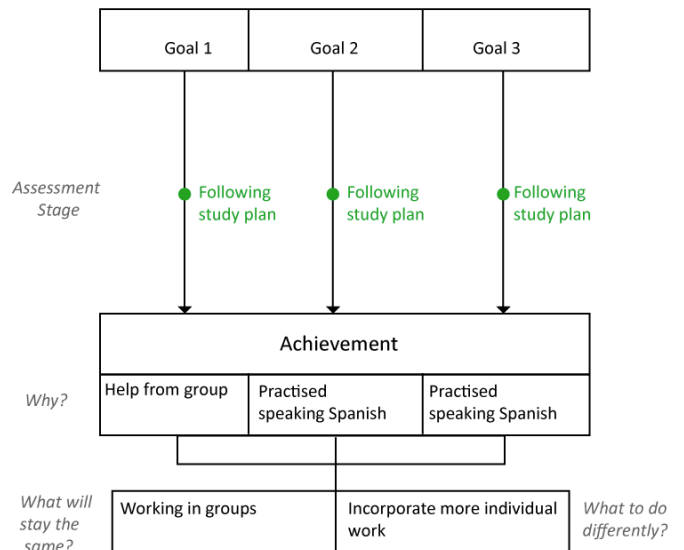 Goal 1
Goal 2
Goal 3
Assessment
Stage
Following
study plan
Following
study plan
Following
study plan
Achievement
Why?
Help from group
Practised
speaking Spanish
Practised
speaking Spanish
What will
stay the
same?
Working in groups
Incorporate more individual
work
What to do
differently?